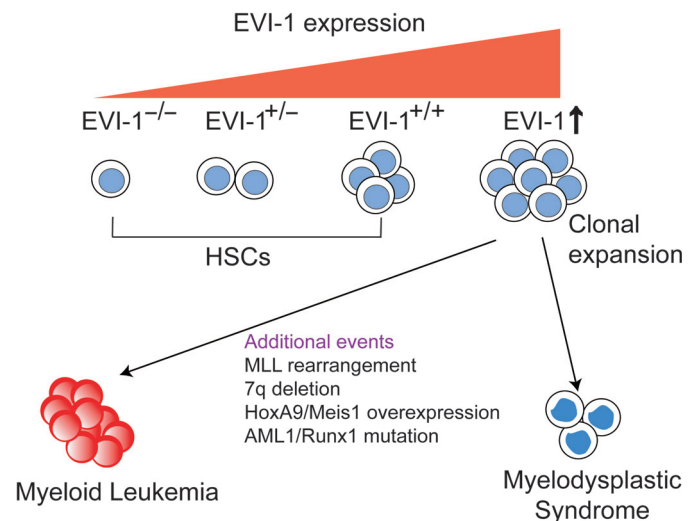 EVI-1 expression
EVI-1−/− EVI-1+/− EVI-1+/+ EVI-1↑
HSCs
Clonal
expansion
Additional events
MLL rearrangement
7q deletion
HoxA9/Meis1 overexpression
AML1/Runx1 mutation
Myeloid Leukemia
Myelodysplastic
Syndrome